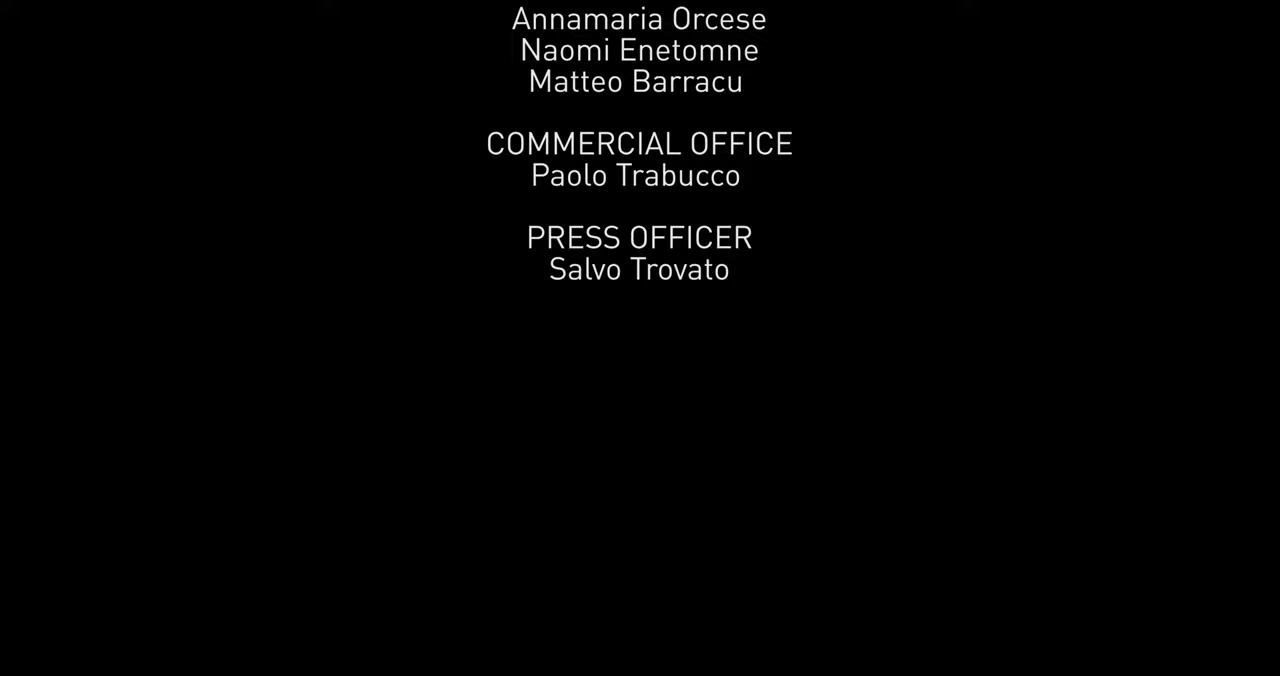 Annamaria Orcese
Naomi Enetomne
Matteo Barracu
COMMERCIAL OFFICE
Paolo Trabucco
PRESS OFFICER
Salvo Trovato